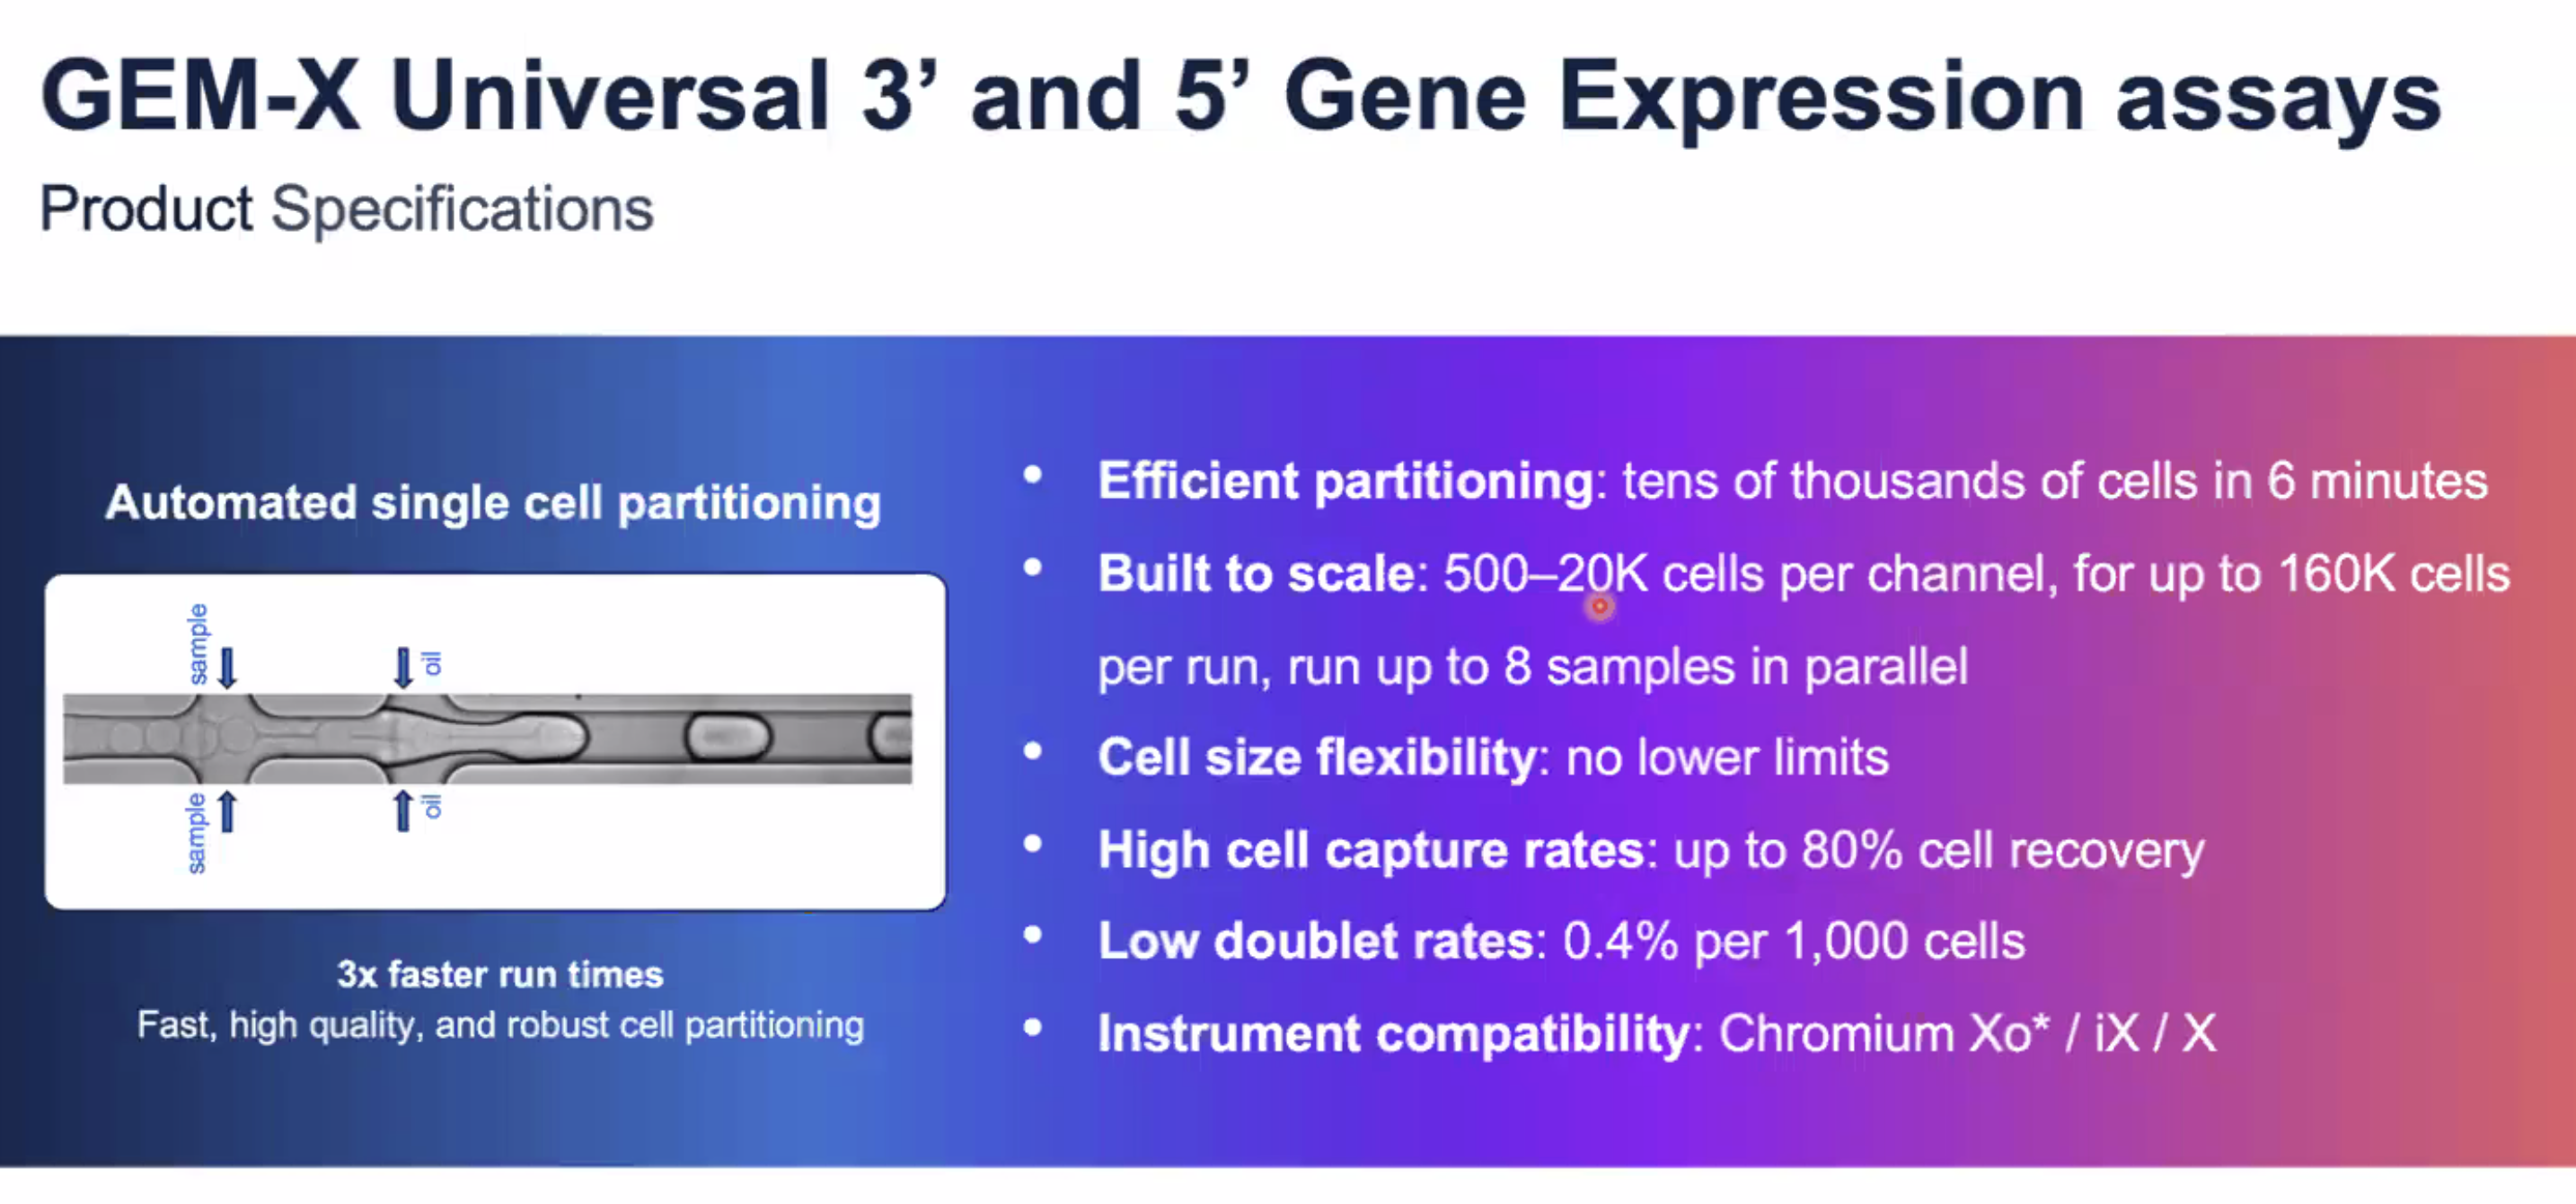 GEM-X Universal 3’ and 5’ Gene Expression assays
Product Specifications
Automated single cell partitioning
sample
oil
sample
oil
3x faster run times
Fast, high quality, and robust cell partitioning
• Efficient partitioning: tens of thousands of cells in 6 minutes
• Built to scale: 500–20K cells per channel, for up to 160K cells
per run, run up to 8 samples in parallel
• Cell size flexibility: no lower limits
• High cell capture rates: up to 80% cell recovery
• Low doublet rates: 0.4% per 1,000 cells
• Instrument compatibility: Chromium Xo* / iX / X